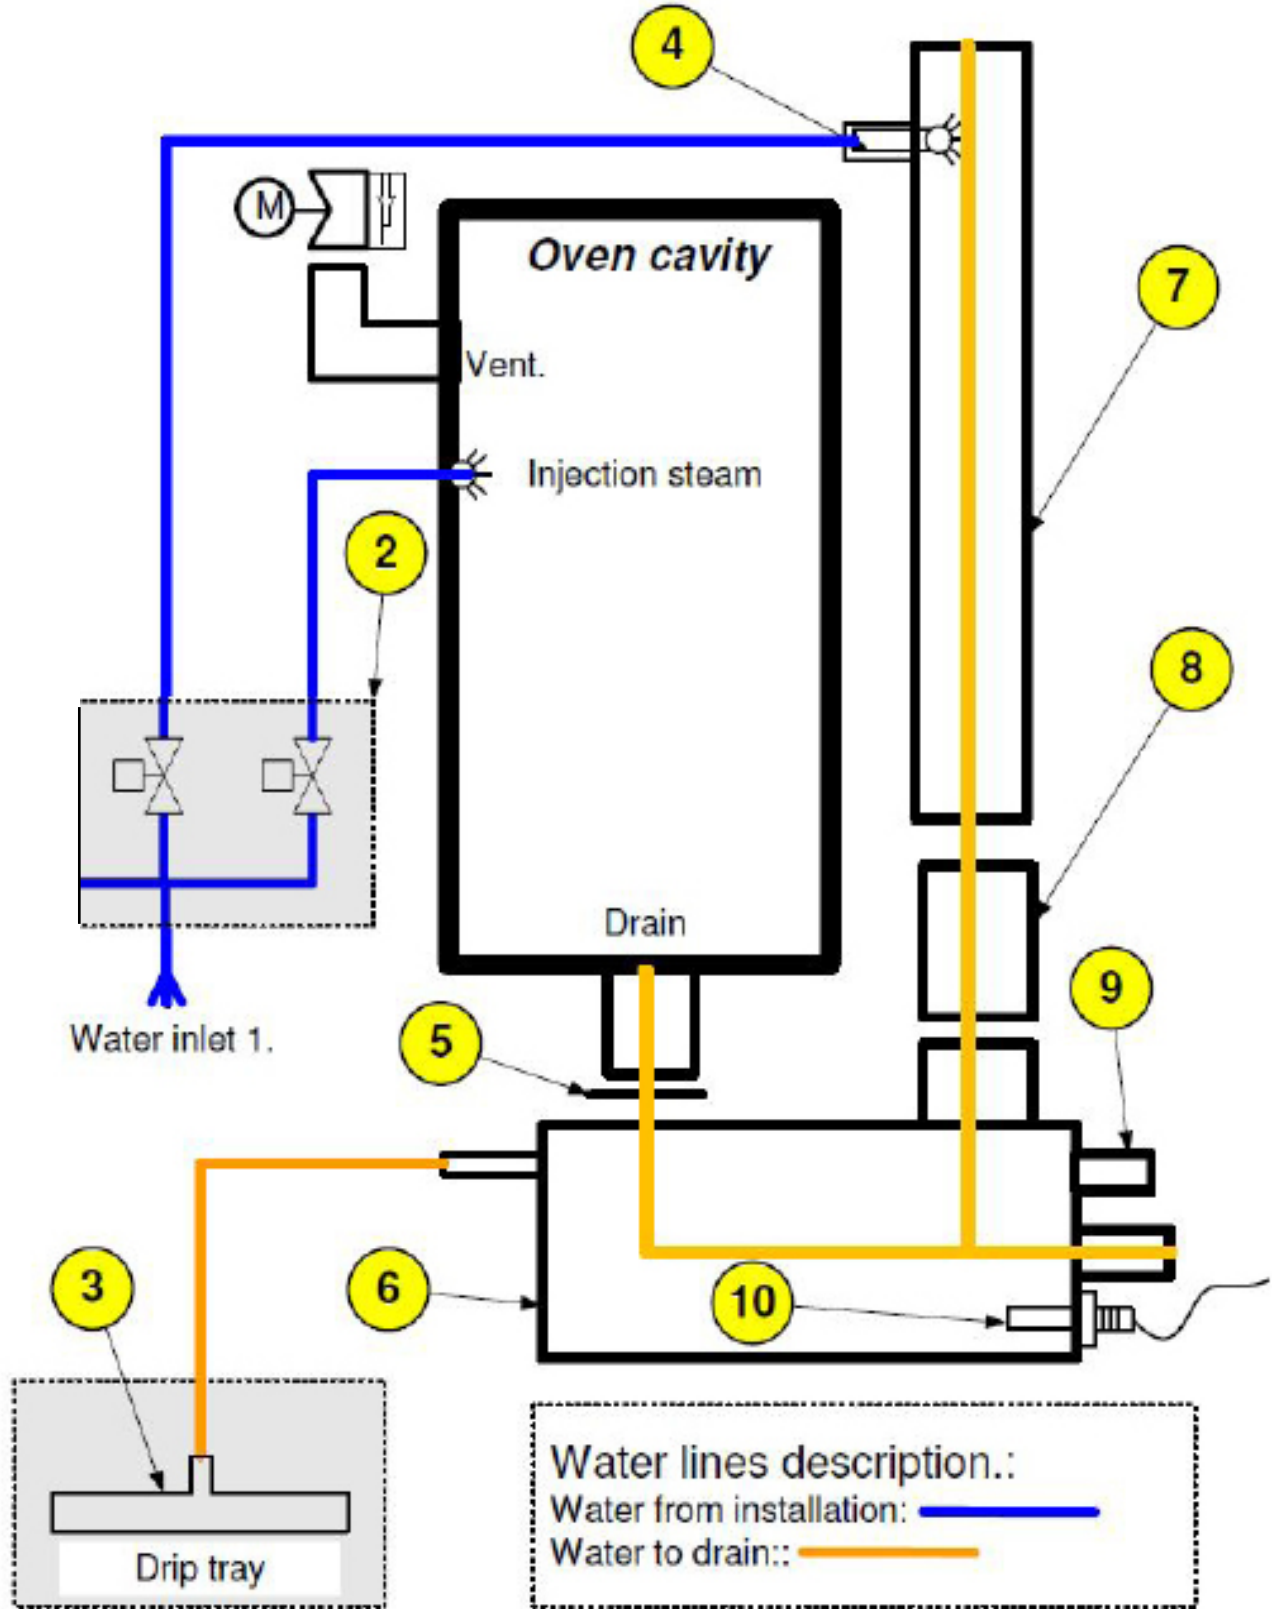 4
M
Oven cavity
7
Vent.
Injection steam
2
8
Drain
9
Water inlet 1.
5
3
6
10
Water lines description.:
Water from installation:
Water to drain::
Drip tray